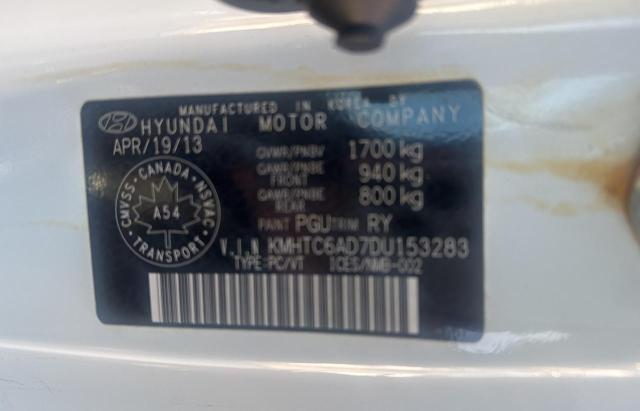 MANUFACTURED IN KOREA BY
HYUNDAI MOTOR COMPANY
APR/19/13
GVWR/PNBV 1700 kg
GAWR/PNBE FRONT 940 kg
GAWR/PNBE REAR 800 kg
CMVSS · CANADA · NSVAC
A54
TRANSPORT
PAINT PGU TRIM RY
V.I.N KMHTC6AD7DU153283
TYPE:PC/VT ICES/NMB-002